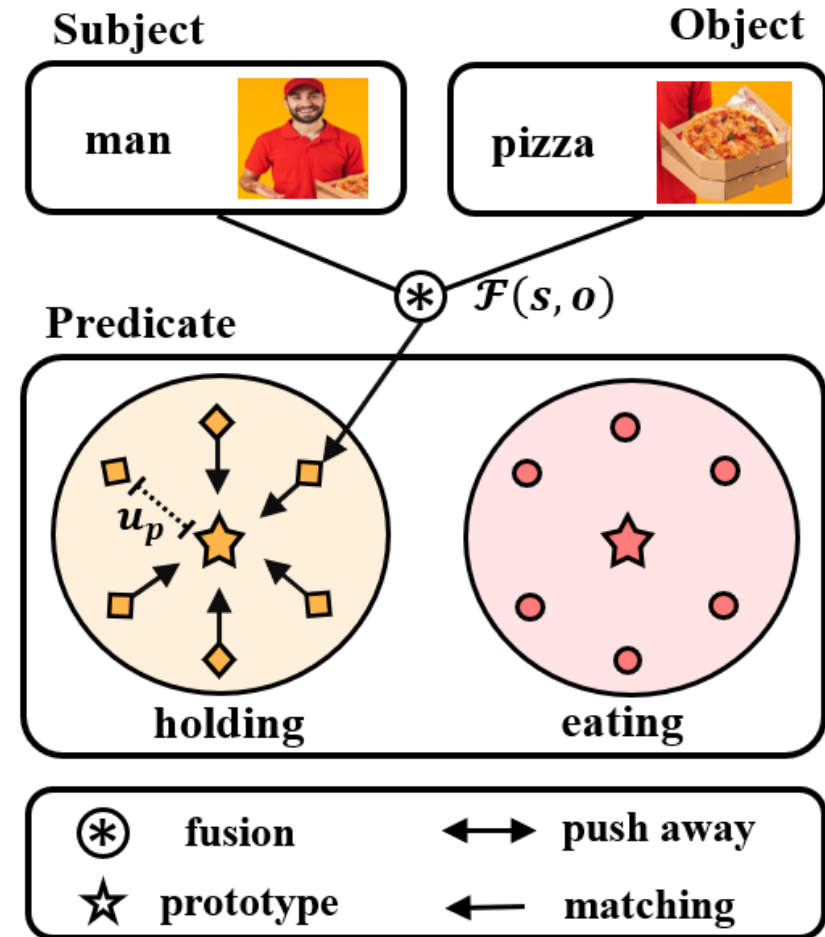 Subject
Object
man
pizza
ℱ(s, o)
Predicate
u_p
holding
eating
fusion
push away
prototype
matching